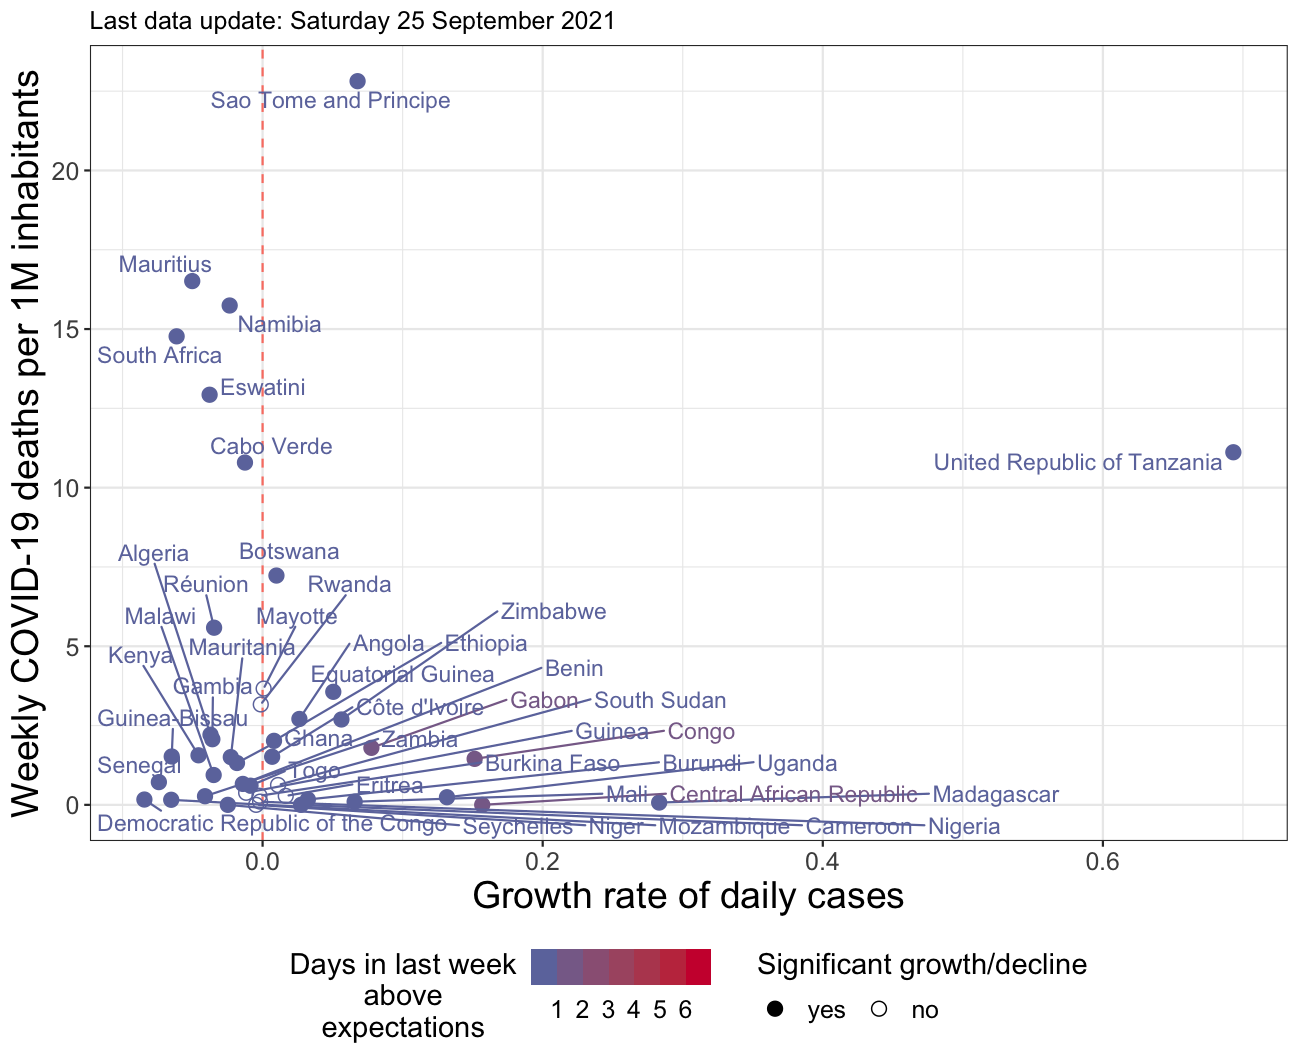 Last data update: Saturday 25 September 2021
Weekly COVID-19 deaths per 1M inhabitants
20
15
10
5
0
Sao Tome and Principe
Mauritius
Namibia
South Africa
Eswatini
Cabo Verde
United Republic of Tanzania
Algeria
Botswana
Réunion
Rwanda
Malawi
Mayotte
Zimbabwe
Kenya
Mauritania
Angola
Ethiopia
Benin
Gambia
Equatorial Guinea
Gabon
South Sudan
Guinea-Bissau
Côte d'Ivoire
Guinea
Congo
Ghana
Zambia
Senegal
Togo
Burkina Faso
Burundi
Uganda
Eritrea
Mali
Central African Republic
Madagascar
Democratic Republic of the Congo
Seychelles
Niger
Mozambique
Cameroon
Nigeria
0.0
0.2
0.4
0.6
Growth rate of daily cases
Days in last week
above
expectations
1 2 3 4 5 6
Significant growth/decline
yes
no